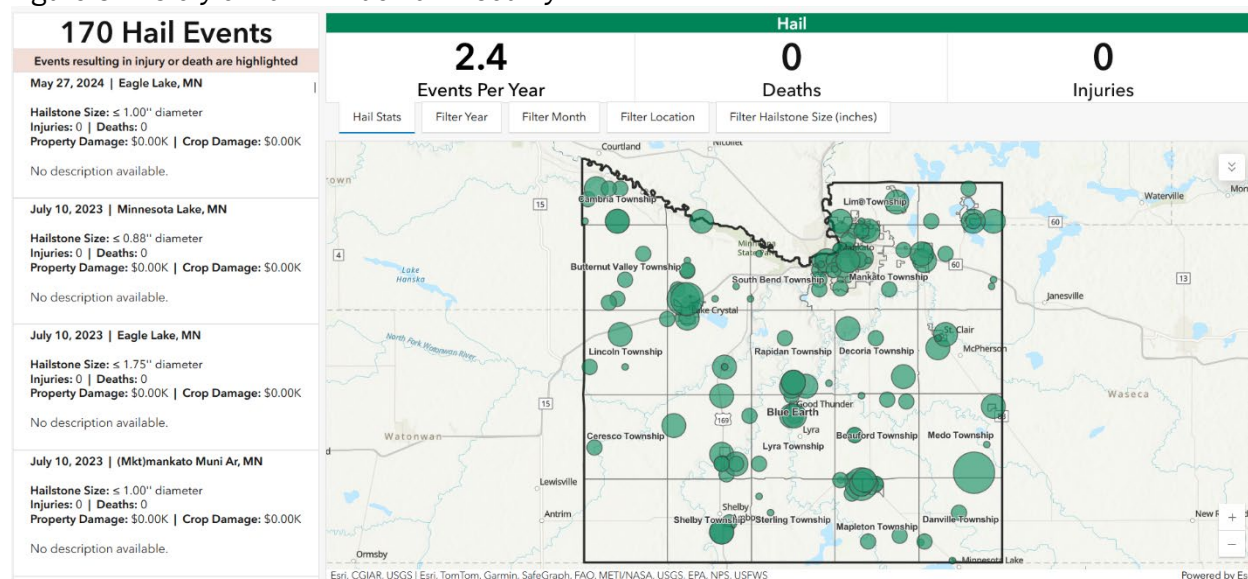 170 Hail Events
Events resulting in injury or death are highlighted
May 27, 2024 | Eagle Lake, MN
Hailstone Size: ≤ 1.00'' diameter
Injuries: 0 | Deaths: 0
Property Damage: $0.00K | Crop Damage: $0.00K
No description available.
July 10, 2023 | Minnesota Lake, MN
Hailstone Size: ≤ 0.88'' diameter
Injuries: 0 | Deaths: 0
Property Damage: $0.00K | Crop Damage: $0.00K
No description available.
July 10, 2023 | Eagle Lake, MN
Hailstone Size: ≤ 1.75'' diameter
Injuries: 0 | Deaths: 0
Property Damage: $0.00K | Crop Damage: $0.00K
No description available.
July 10, 2023 | (Mkt)mankato Muni Ar, MN
Hailstone Size: ≤ 1.00'' diameter
Injuries: 0 | Deaths: 0
Property Damage: $0.00K | Crop Damage: $0.00K
No description available.
Hail
2.4
Events Per Year
0
Deaths
0
Injuries
Hail Stats
Filter Year
Filter Month
Filter Location
Filter Hailstone Size (inches)
Courtland
Nicollet
Cambria Township
Lim@Township
Waterville
15
60
4
Butternut Valley Township
South Bend Township
Mankato Township
60
13
Lake
Hanska
Janesville
Lake Crystal
North Fork Watonwan River
St. Clair
McPherson
Lincoln Township
Rapidan Township
Decoria Township
Waseca
15
Good Thunder
Blue Earth
169
83
Lyra
Watonwan
Ceresco Township
Lyra Township
Beauford Township
Medo Township
Lewisville
Antrim
Shelby
Shelby Township
Sterling Township
Mapleton Township
Danville Township
Ormsby
Minnesota Lake
Esri, CGIAR, USGS | Esri, TomTom, Garmin, SafeGraph, FAO, METI/NASA, USGS, EPA, NPS, USFWS
Powered by Es